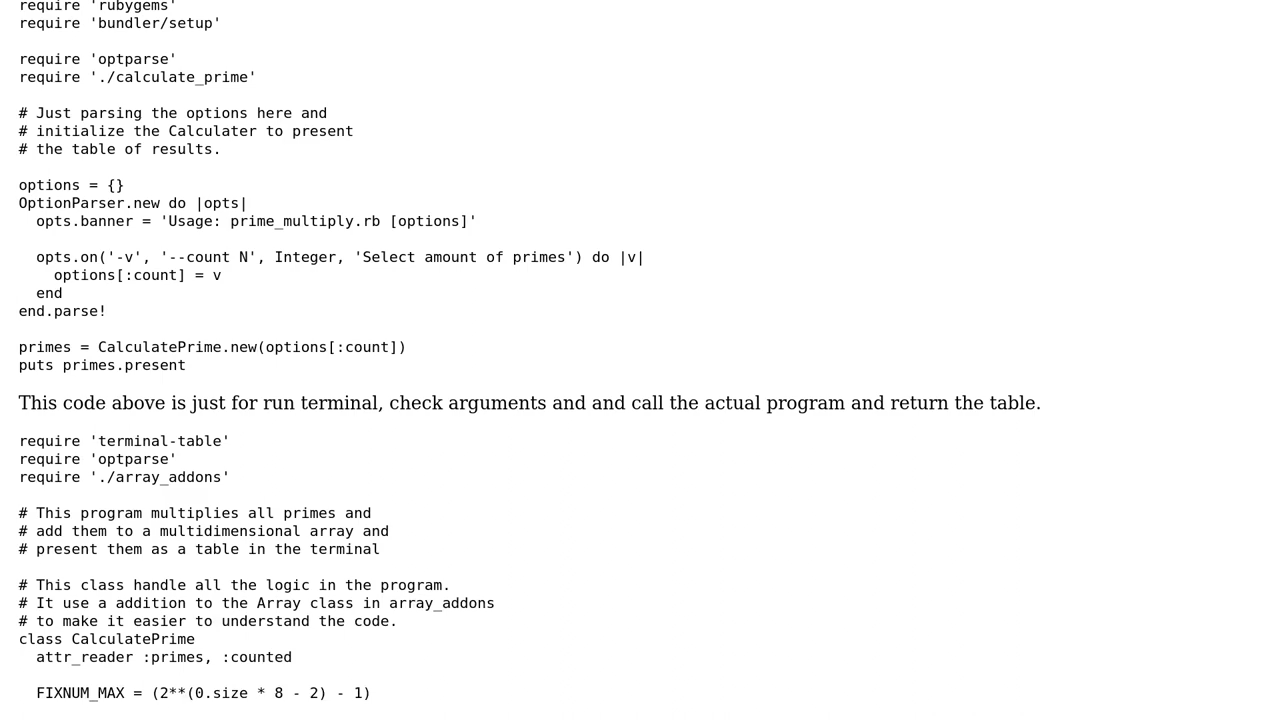 require 'rubygems'
require 'bundler/setup'

require 'optparse'
require './calculate_prime'

# Just parsing the options here and
# initialize the Calculater to present
# the table of results.

options = {}
OptionParser.new do |opts|
  opts.banner = 'Usage: prime_multiply.rb [options]'

  opts.on('-v', '--count N', Integer, 'Select amount of primes') do |v|
    options[:count] = v
  end
end.parse!

primes = CalculatePrime.new(options[:count])
puts primes.present

This code above is just for run terminal, check arguments and and call the actual program and return the table.

require 'terminal-table'
require 'optparse'
require './array_addons'

# This program multiplies all primes and
# add them to a multidimensional array and
# present them as a table in the terminal

# This class handle all the logic in the program.
# It use a addition to the Array class in array_addons
# to make it easier to understand the code.
class CalculatePrime
  attr_reader :primes, :counted

  FIXNUM_MAX = (2**(0.size * 8 - 2) - 1)